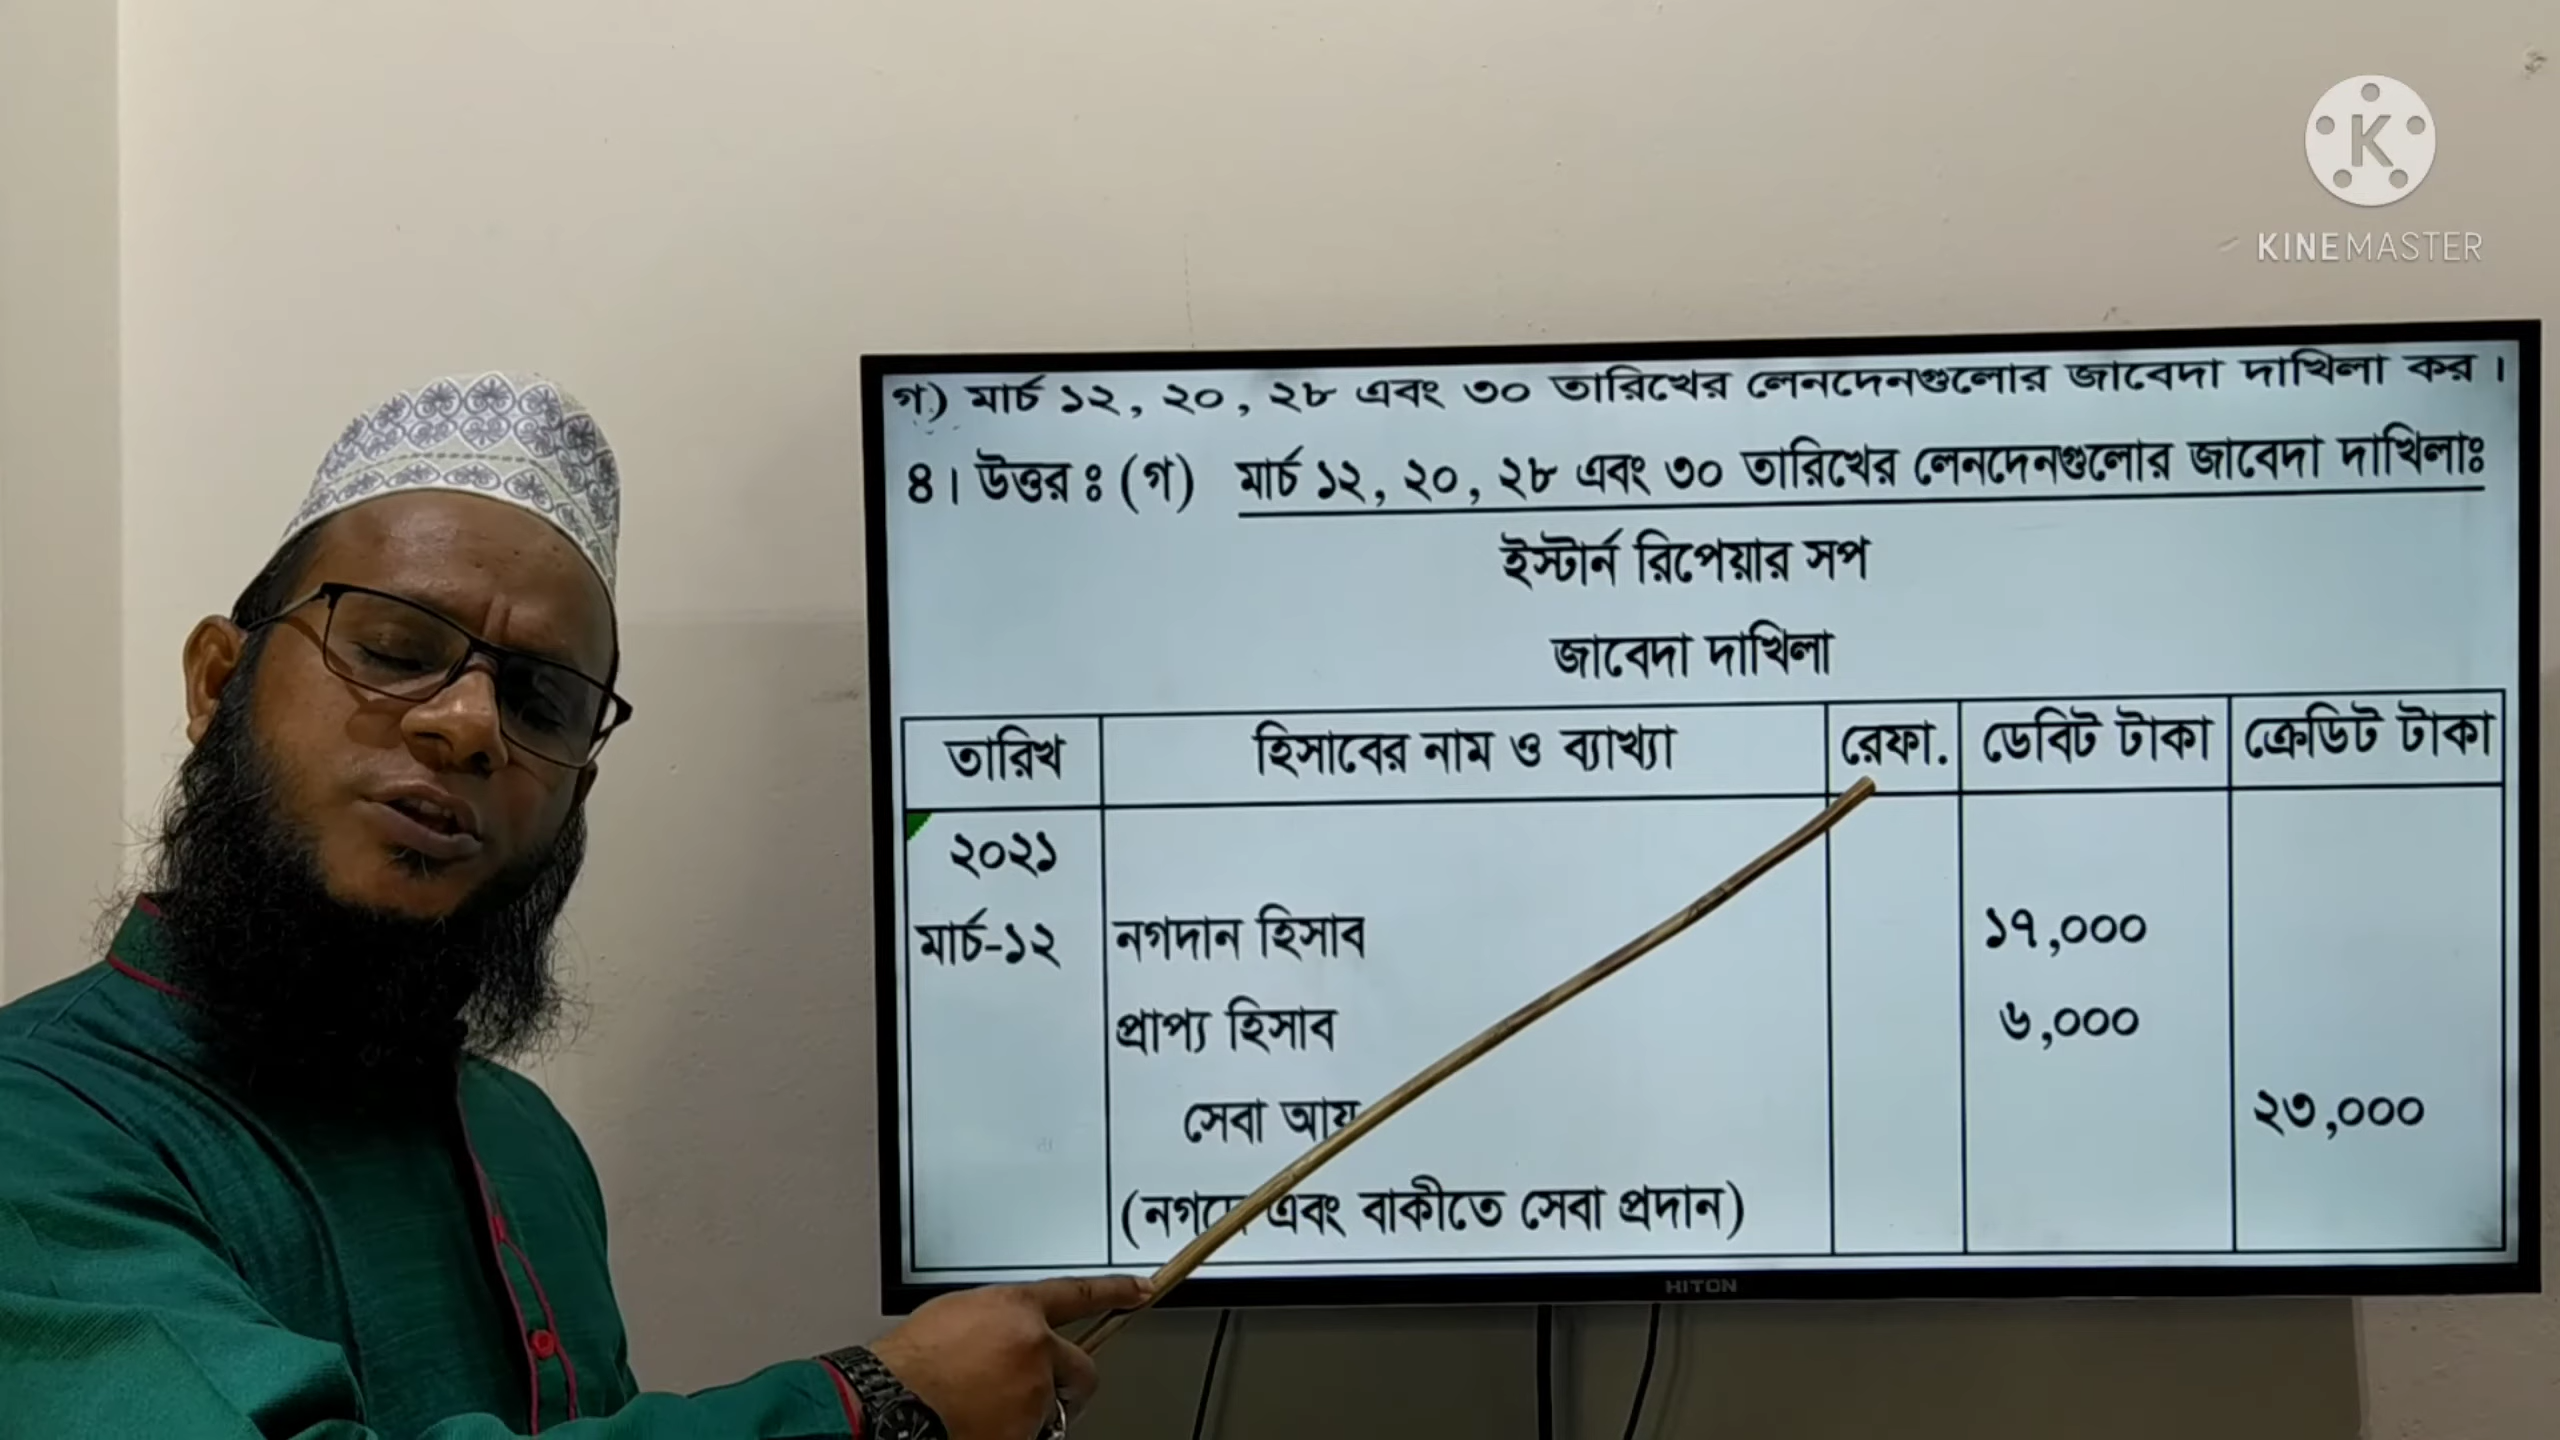 K
KINEMASTER
গ) মার্চ ১২, ২০, ২৮ এবং ৩০ তারিখের লেনদেনগুলোর জাবেদা দাখিলা কর।
৪। উত্তর ঃ (গ) মার্চ ১২, ২০, ২৮ এবং ৩০ তারিখের লেনদেনগুলোর জাবেদা দাখিলাঃ
ইস্টার্ন রিপেয়ার সপ
জাবেদা দাখিলা
তারিখ হিসাবের নাম ও ব্যাখ্যা রেফা. ডেবিট টাকা ক্রেডিট টাকা
২০২১
মার্চ-১২ নগদান হিসাব ১৭,০০০
প্রাপ্য হিসাব ৬,০০০
সেবা আয় ২৩,০০০
(নগদে এবং বাকীতে সেবা প্রদান)
HITON